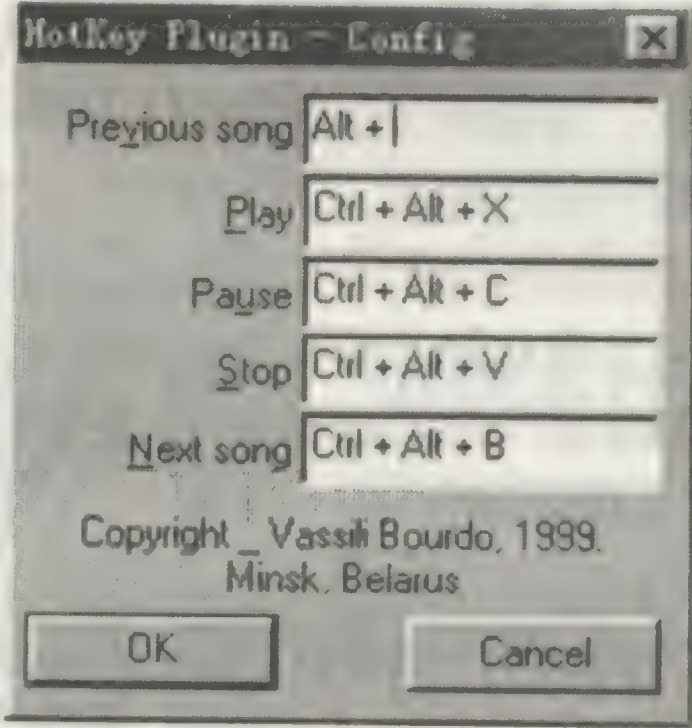 HotKey Plugin - Config
Previous song Alt +
Play Ctrl + Alt + X
Pause Ctrl + Alt + C
Stop Ctrl + Alt + V
Next song Ctrl + Alt + B
Copyright _ Vassili Bourdo, 1999.
Minsk, Belarus
OK Cancel